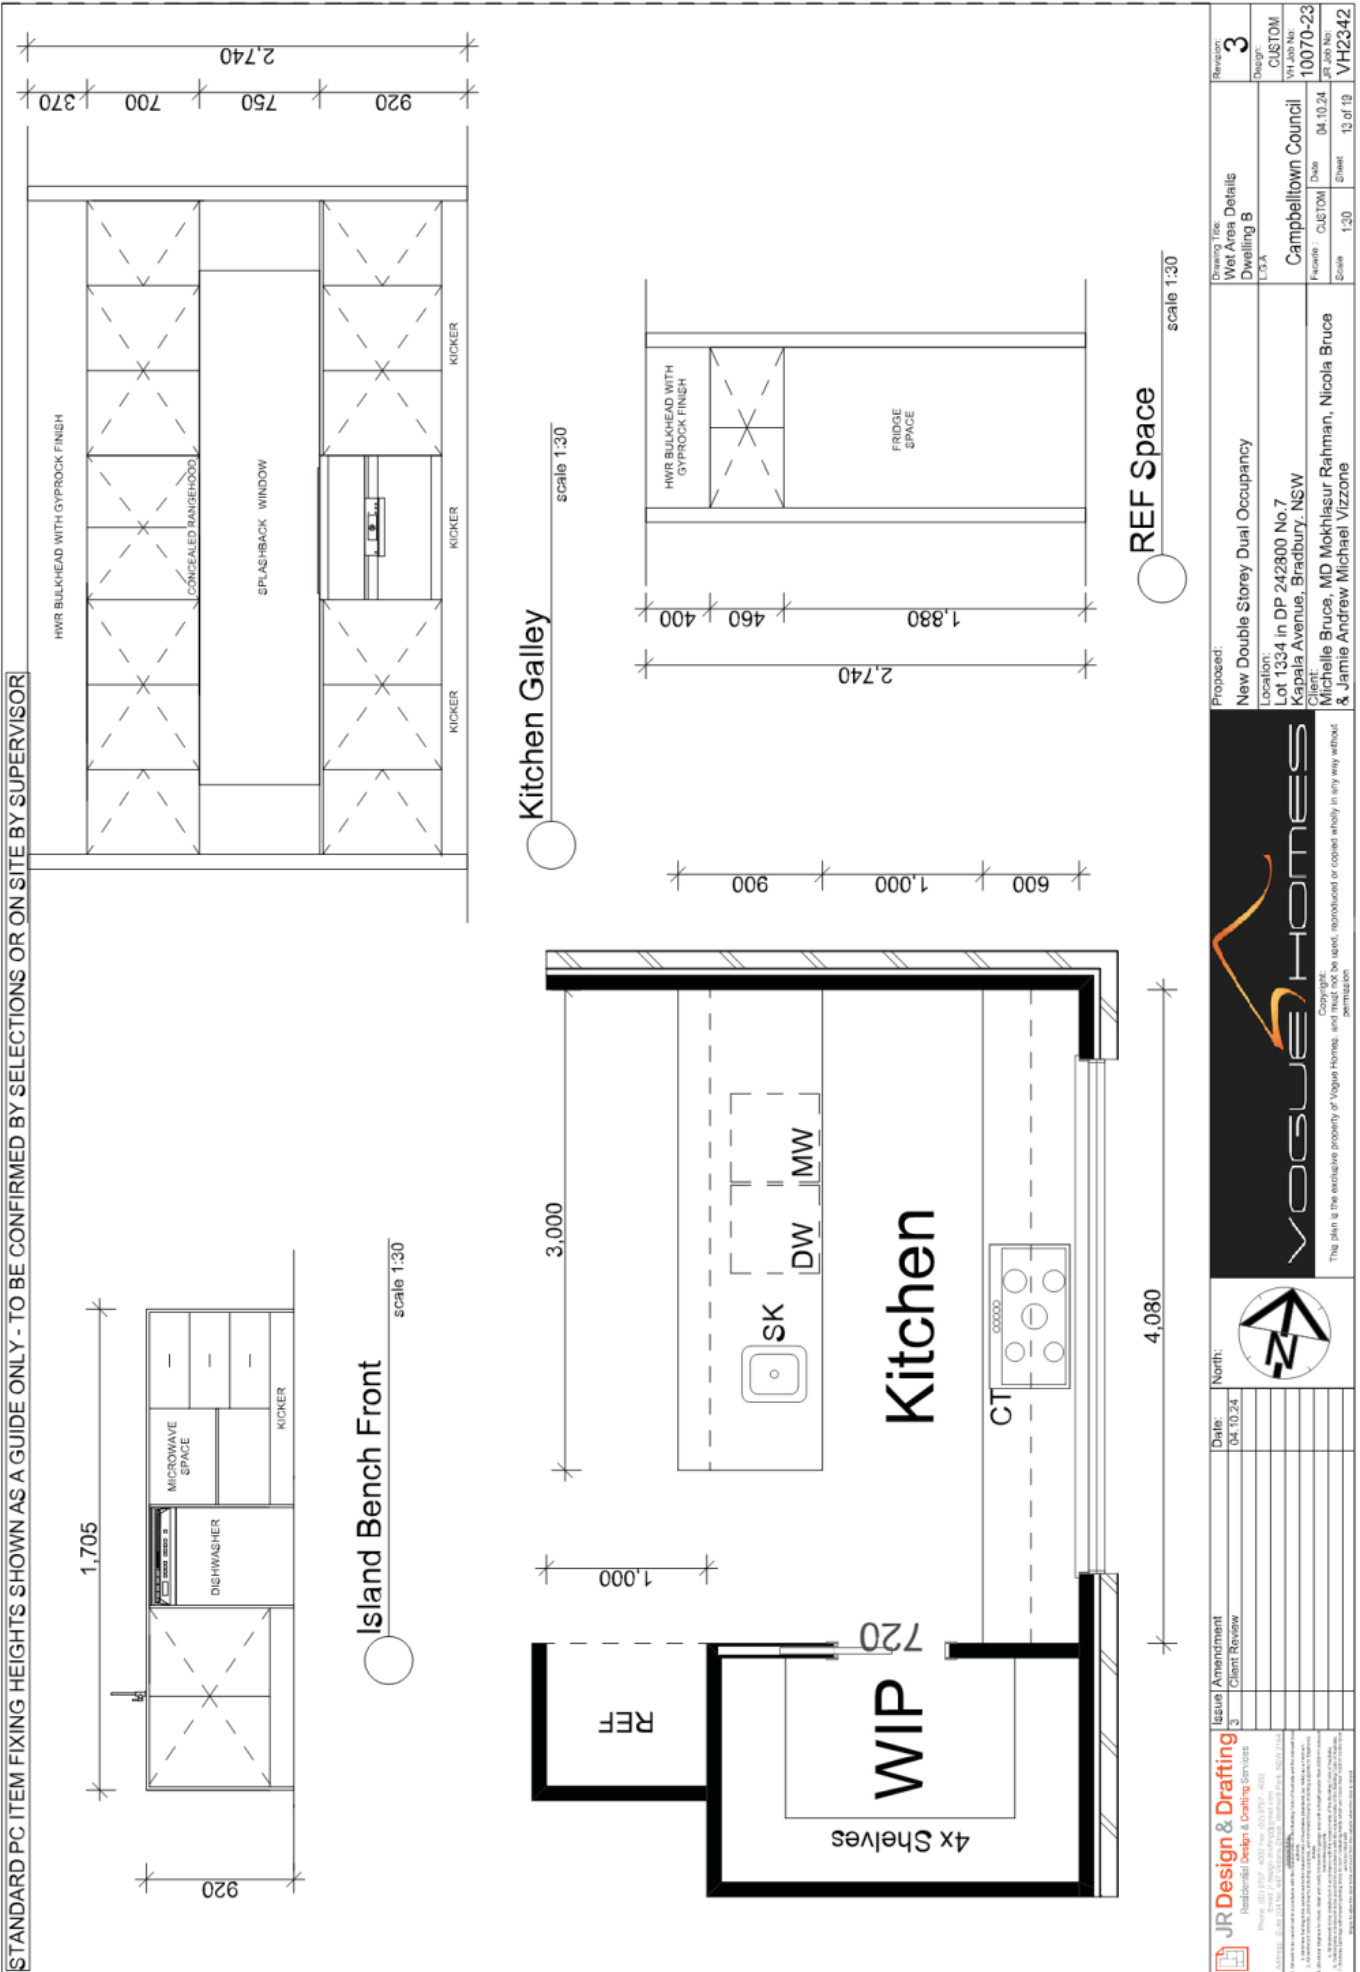 STANDARD PC ITEM FIXING HEIGHTS SHOWN AS A GUIDE ONLY - TO BE CONFIRMED BY SELECTIONS OR ON SITE BY SUPERVISOR
1,705
920
MICROWAVE
SPACE
DISHWASHER
KICKER
Island Bench Front
scale 1:30
2,740
370
700
750
920
HWR BULKHEAD WITH GYPROCK FINISH
CONCEALED RANGEHOOD
SPLASHBACK WINDOW
KICKER
KICKER
KICKER
Kitchen Galley
scale 1:30
3,000
1,000
900
1,000
600
REF
SK
DW
MW
Kitchen
CT
720
WIP
4x Shelves
4,080
HWR BULKHEAD WITH
GYPROCK FINISH
FRIDGE
SPACE
400
460
1,880
2,740
REF Space
scale 1:30
JR Design & Drafting
Residential Design & Drafting Services
Issue
Amendment
Date:
3
Client Review
04.10.24
North:
N
VOGUE HOMES
Copyright:
This plan is the exclusive property of Vogue Homes, and must not be used, reproduced or copied wholly in any way without
permission
Proposed:
New Double Storey Dual Occupancy
Location:
Lot 1334 in DP 242800 No.7
Kapala Avenue, Bradbury. NSW
Client:
Michelle Bruce, MD Mokhlasur Rahman, Nicola Bruce
& Jamie Andrew Michael Vizzone
Drawing Title:
Wet Area Details
Dwelling B
L.G.A
Campbelltown Council
Facade :
CUSTOM
Date
04.10.24
Scale
1:30
Sheet
13 of 19
Revision:
3
Design:
CUSTOM
VH Job No:
10070-23
JR Job No:
VH2342